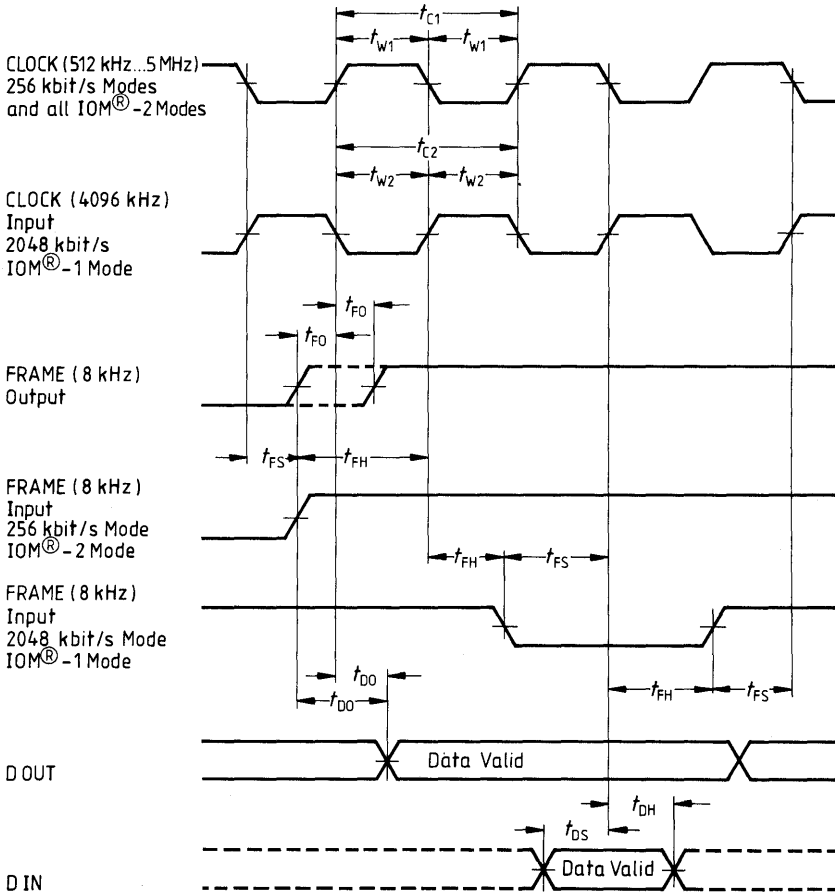 t_C1
t_W1 t_W1
CLOCK (512 kHz...5 MHz)
256 kbit/s Modes
and all IOM®-2 Modes
t_C2
t_W2 t_W2
CLOCK (4096 kHz)
Input
2048 kbit/s
IOM®-1 Mode
t_FO
t_FO
FRAME (8 kHz)
Output
t_FS t_FH
FRAME (8 kHz)
Input
256 kbit/s Mode
IOM®-2 Mode
t_FH t_FS
FRAME (8 kHz)
Input
2048 kbit/s Mode
IOM®-1 Mode
t_DO
t_FH t_FS
t_DO
D OUT
Data Valid
t_DH
t_DS
D IN
Data Valid